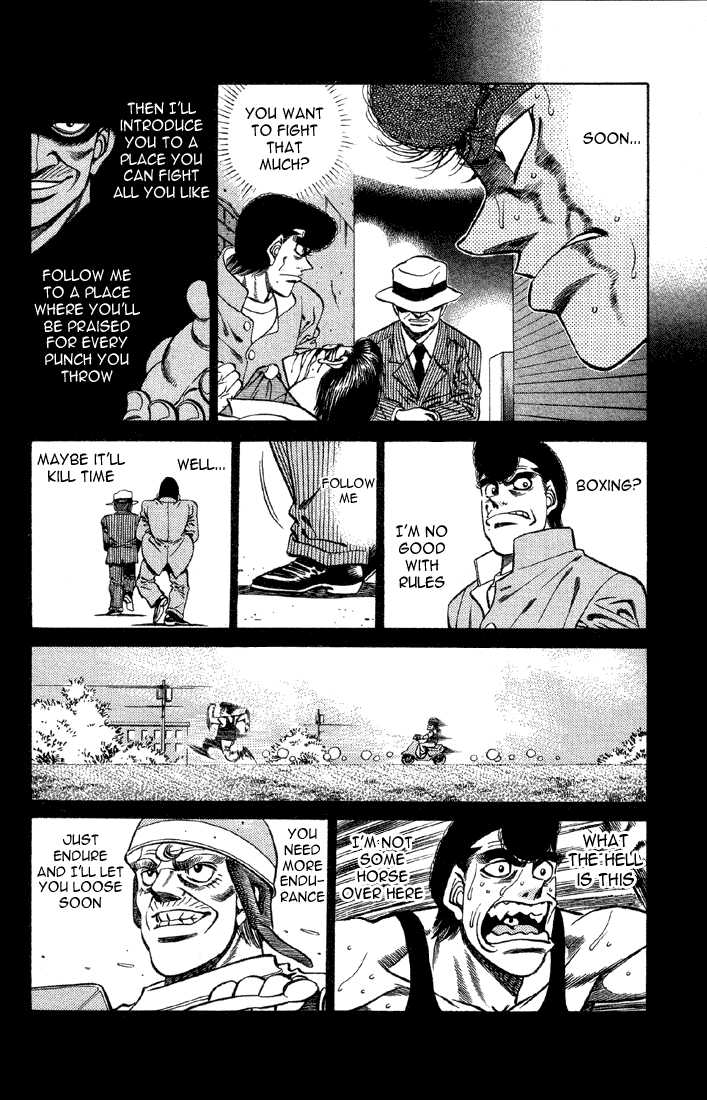 SOON...
YOU WANT
TO FIGHT
THAT
MUCH?
THEN I'LL
INTRODUCE
YOU TO A
PLACE YOU
CAN FIGHT
ALL YOU LIKE
FOLLOW ME
TO A PLACE
WHERE YOU'LL
BE PRAISED
FOR EVERY
PUNCH YOU
THROW
BOXING?
I'M NO
GOOD
WITH
RULES
FOLLOW
ME
WELL...
MAYBE IT'LL
KILL TIME
WHAT
THE HELL
IS THIS
I'M NOT
SOME
HORSE
OVER HERE
YOU
NEED
MORE
ENDU-
RANCE
JUST
ENDURE
AND I'LL LET
YOU LOOSE
SOON